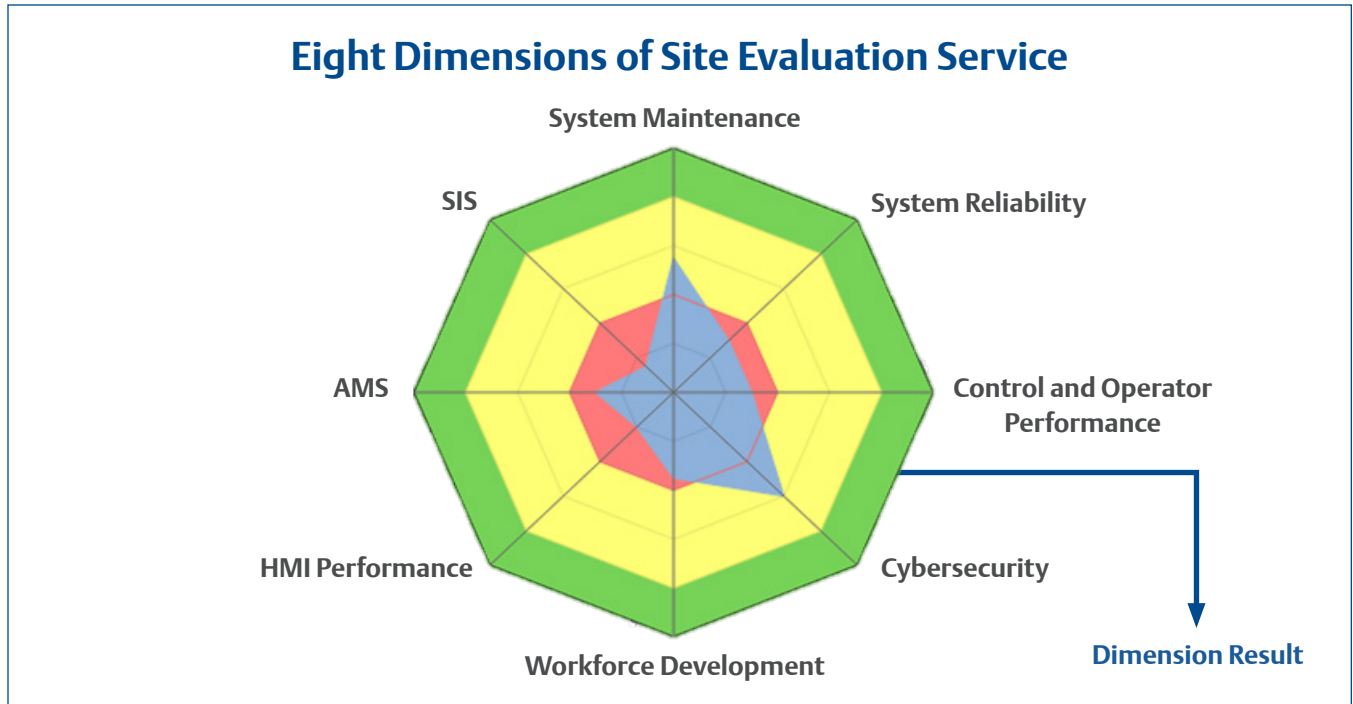 Eight Dimensions of Site Evaluation Service
System Maintenance
SIS
System Reliability
AMS
Control and Operator
Performance
HMI Performance
Cybersecurity
Workforce Development
Dimension Result